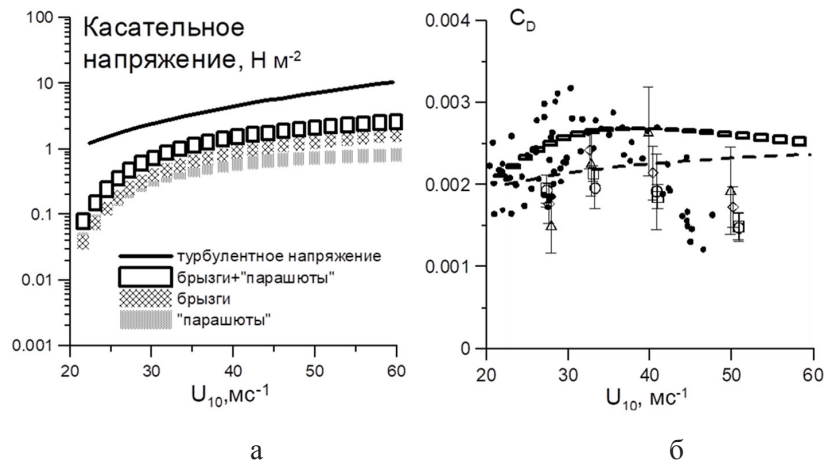 Касательное
напряжение, Н м-2
100
10
1
0.1
0.01
0.001
турбулентное напряжение
брызги+"парашюты"
брызги
"парашюты"
20 30 40 50 60
U10,мс-1
а
CD
0.004
0.003
0.002
0.001
0
20 30 40 50 60
U10, мс-1
б